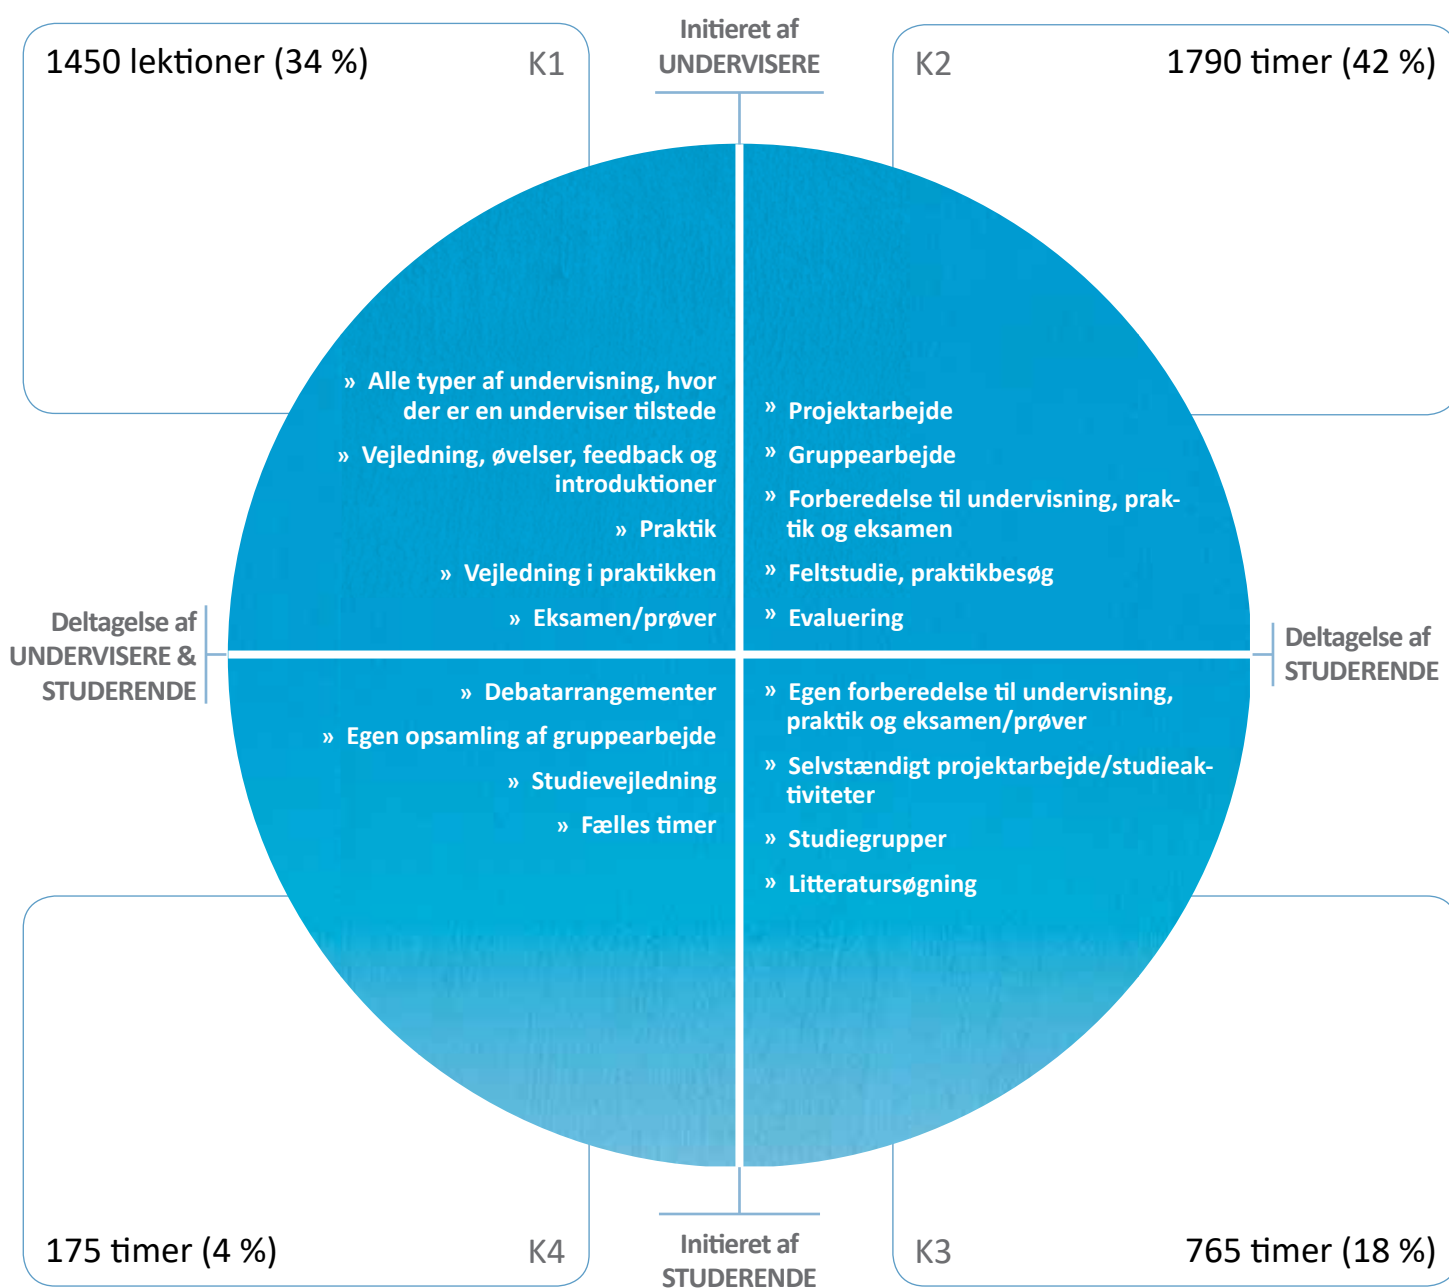 1450 lektioner (34 %)
K1
Initieret af
UNDERVISERE
K2
1790 timer (42 %)
» Alle typer af undervisning, hvor
der er en underviser tilstede
» Vejledning, øvelser, feedback og
introduktioner
» Praktik
» Vejledning i praktikken
» Eksamen/prøver
» Projektarbejde
» Gruppearbejde
» Forberedelse til undervisning, prak-
tik og eksamen
» Feltstudie, praktikbesøg
» Evaluering
Deltagelse af
UNDERVISERE &
STUDERENDE
Deltagelse af
STUDERENDE
» Debatarrangementer
» Egen opsamling af gruppearbejde
» Studievejledning
» Fælles timer
» Egen forberedelse til undervisning,
praktik og eksamen/prøver
» Selvstændigt projektarbejde/studieak-
tiviteter
» Studiegrupper
» Litteratursøgning
175 timer (4 %)
K4
Initieret af
STUDERENDE
K3
765 timer (18 %)